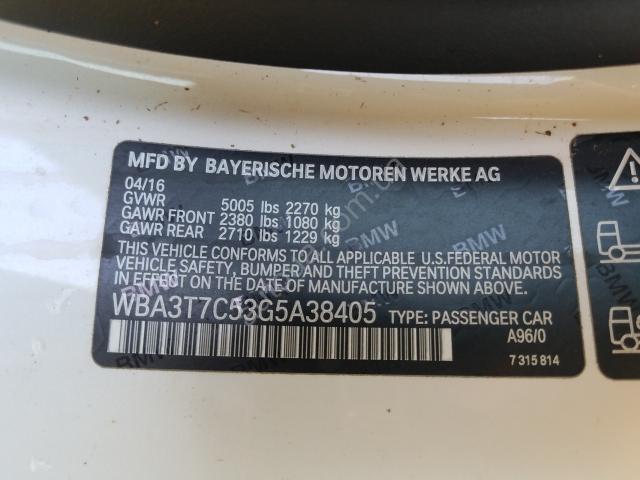 MFD BY BAYERISCHE MOTOREN WERKE AG
04/16
GVWR 5005 lbs 2270 kg
GAWR FRONT 2380 lbs 1080 kg
GAWR REAR 2710 lbs 1229 kg
THIS VEHICLE CONFORMS TO ALL APPLICABLE U.S.FEDERAL MOTOR
VEHICLE SAFETY, BUMPER AND THEFT PREVENTION STANDARDS
IN EFFECT ON THE DATE OF MANUFACTURE SHOWN ABOVE.
WBA3T7C53G5A38405 TYPE: PASSENGER CAR
A96/0
7 315 814